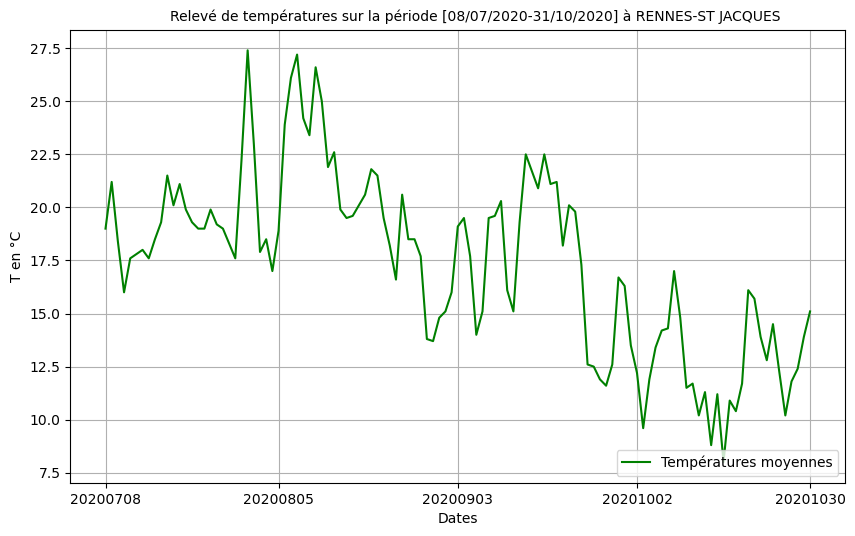 Relevé de températures sur la période [08/07/2020-31/10/2020] à RENNES-ST JACQUES
27.5
25.0
22.5
20.0
17.5
15.0
12.5
10.0
7.5
T en °C
Températures moyennes
20200708 20200805 20200903 20201002 20201030
Dates